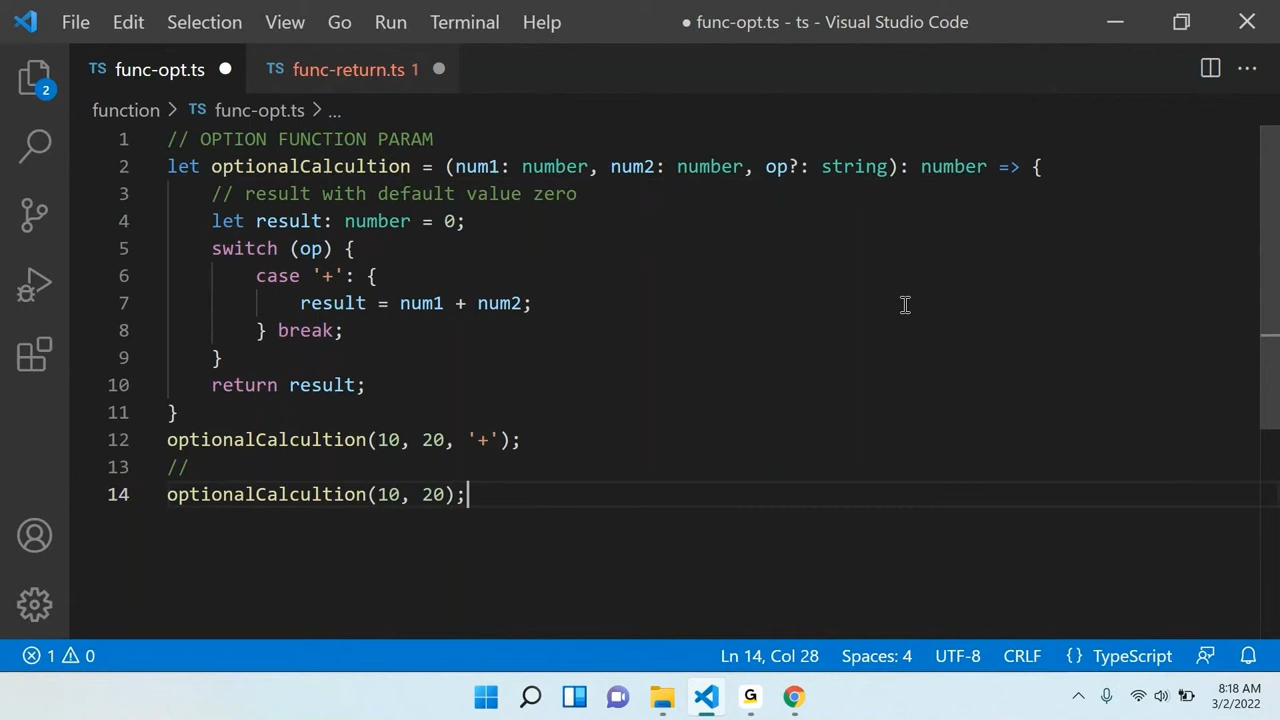 File Edit Selection View Go Run Terminal Help ● func-opt.ts - ts - Visual Studio Code
TS func-opt.ts ● TS func-return.ts 1 ●
2
function > TS func-opt.ts > ...
1 // OPTION FUNCTION PARAM
2 let optionalCalcultion = (num1: number, num2: number, op?: string): number => {
3 // result with default value zero
4 let result: number = 0;
5 switch (op) {
6 case '+': {
7 result = num1 + num2;
8 } break;
9 }
10 return result;
11 }
12 optionalCalcultion(10, 20, '+');
13 //
14 optionalCalcultion(10, 20);
1 0 Ln 14, Col 28 Spaces: 4 UTF-8 CRLF {} TypeScript
G
8:18 AM
3/2/2022